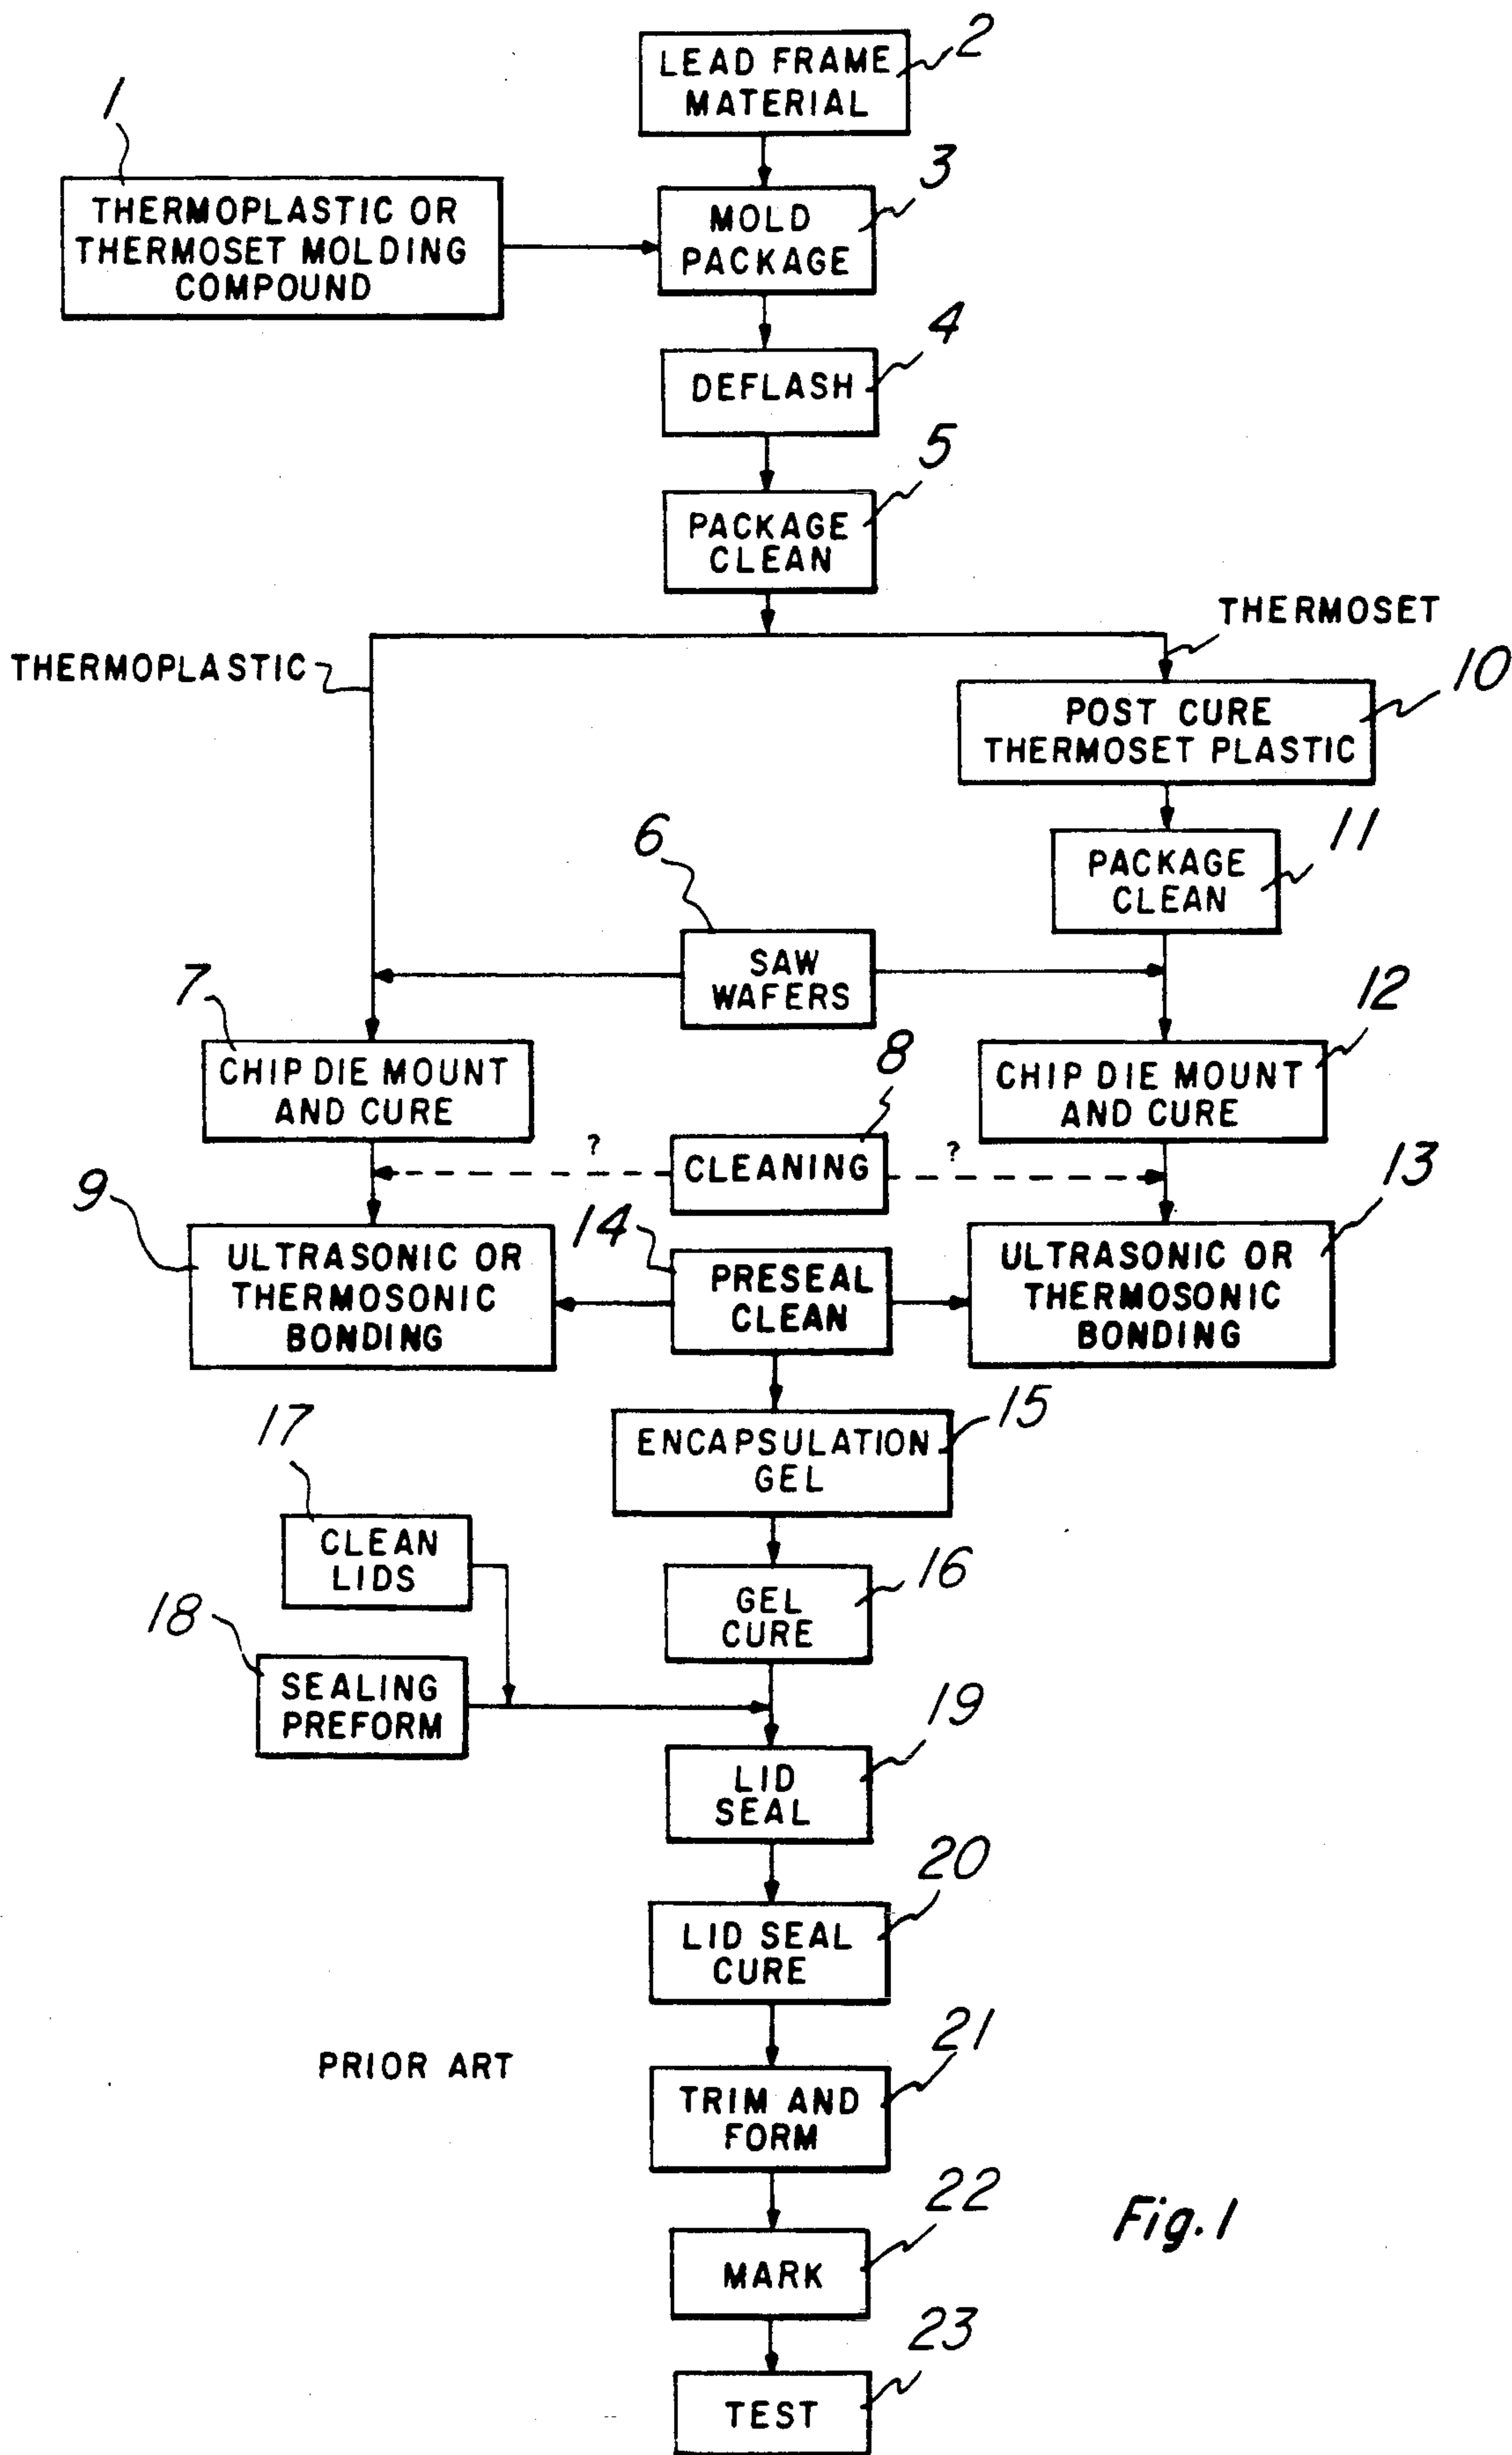 2
LEAD FRAME
MATERIAL
1
THERMOPLASTIC OR
THERMOSET MOLDING
COMPOUND
3
MOLD
PACKAGE
4
DEFLASH
5
PACKAGE
CLEAN
THERMOSET
THERMOPLASTIC
10
POST CURE
THERMOSET PLASTIC
11
PACKAGE
CLEAN
6
SAW
WAFERS
7
CHIP DIE MOUNT
AND CURE
12
CHIP DIE MOUNT
AND CURE
8
CLEANING
?
?
9
ULTRASONIC OR
THERMOSONIC
BONDING
14
PRESEAL
CLEAN
13
ULTRASONIC OR
THERMOSONIC
BONDING
15
ENCAPSULATION
GEL
17
CLEAN
LIDS
16
GEL
CURE
18
SEALING
PREFORM
19
LID
SEAL
20
LID SEAL
CURE
PRIOR ART
21
TRIM AND
FORM
22
MARK
Fig. 1
23
TEST